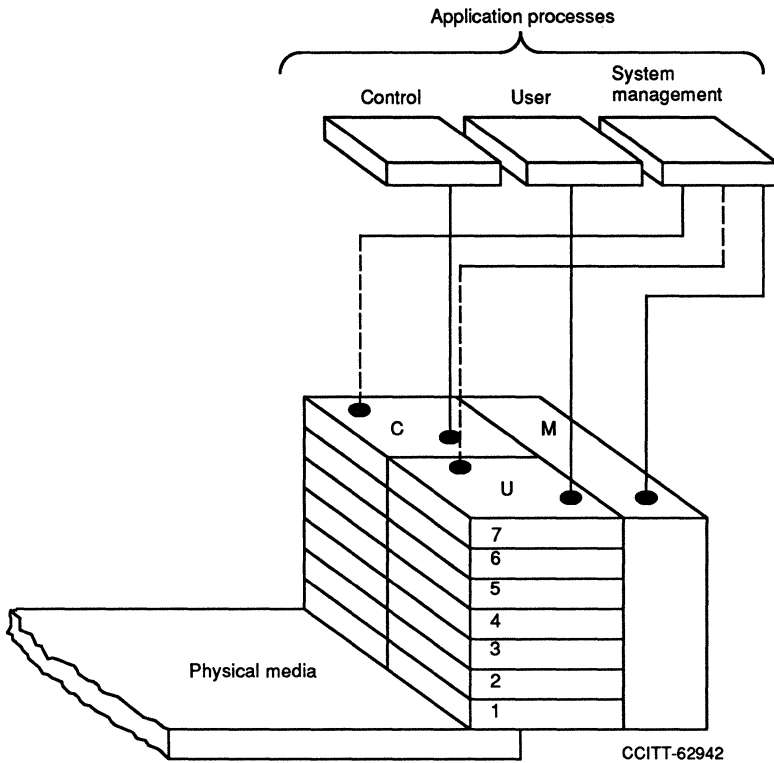 Application processes
Control
User
System
management
C
M
U
7
6
5
4
3
2
1
Physical media
CCITT-62942